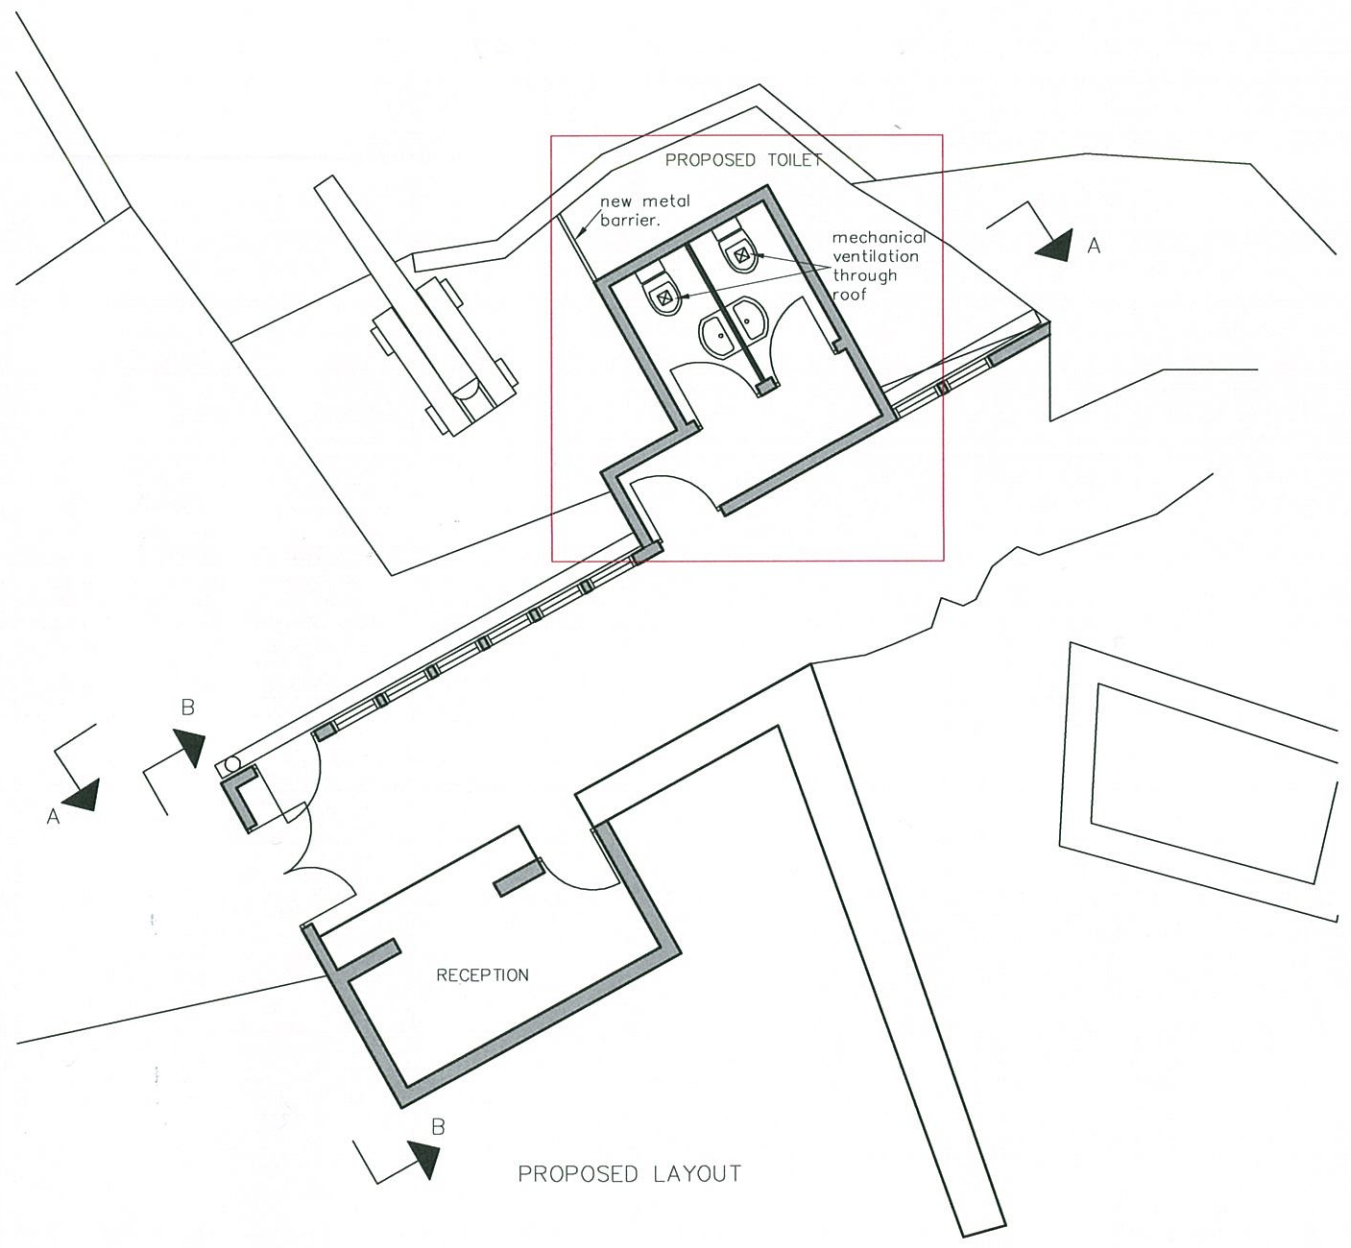 PROPOSED TOILET
new metal
barrier.
mechanical
ventilation
through
roof
A
B
A
RECEPTION
B
PROPOSED LAYOUT